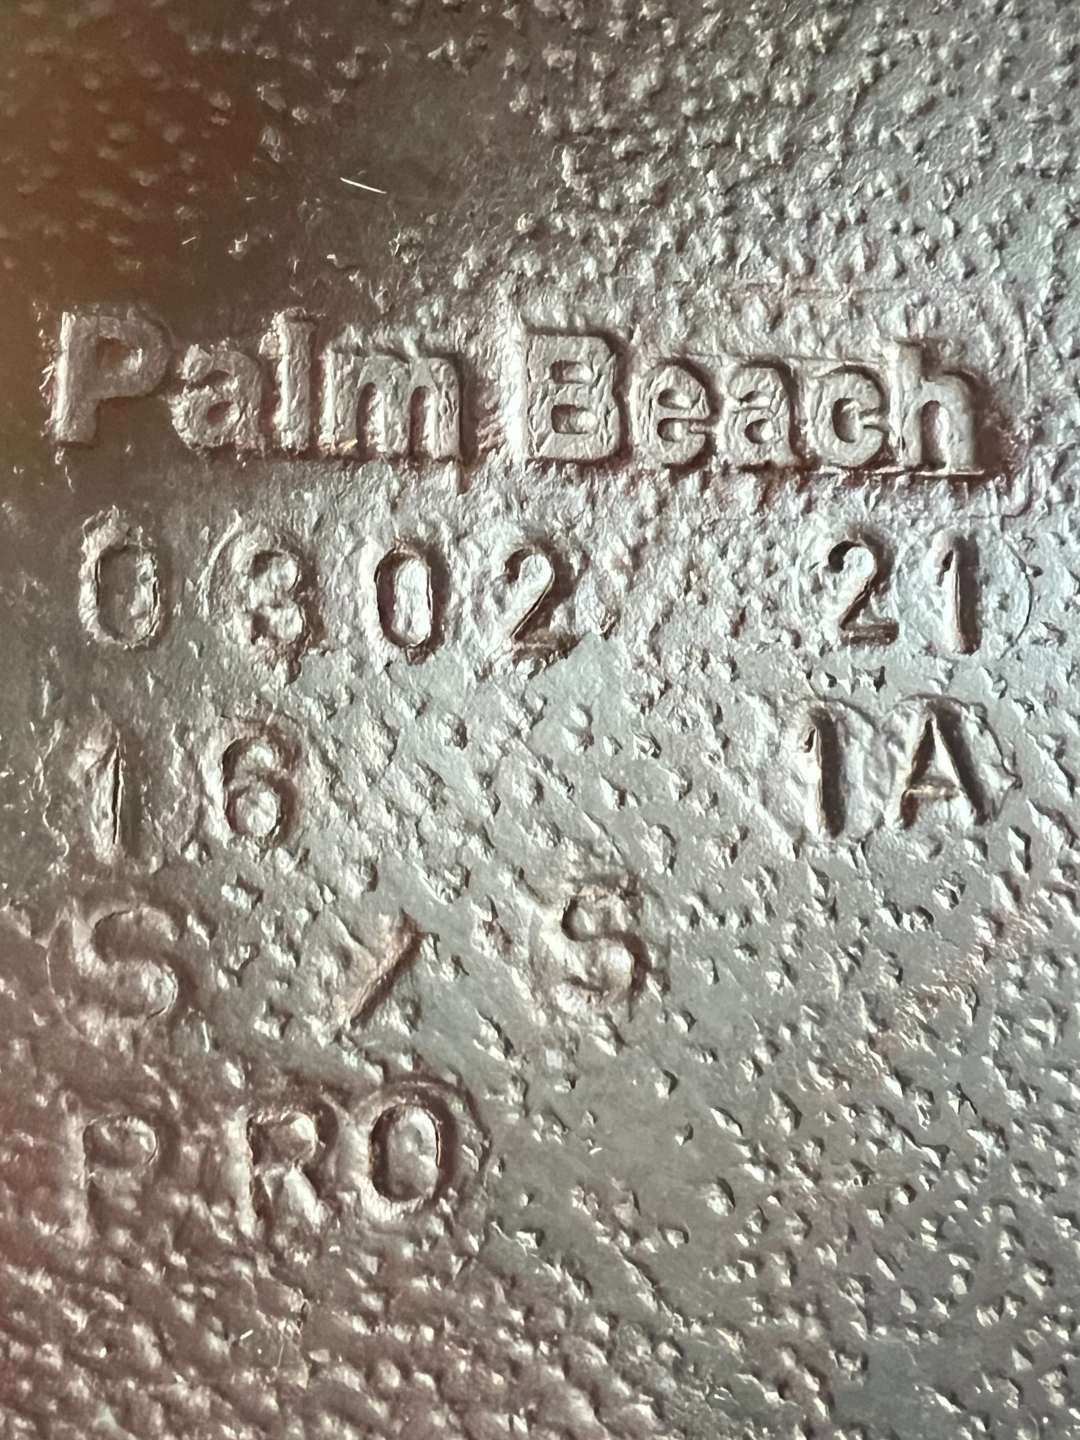 Palm Beach
0302 21
16 1A
S / S
PRO